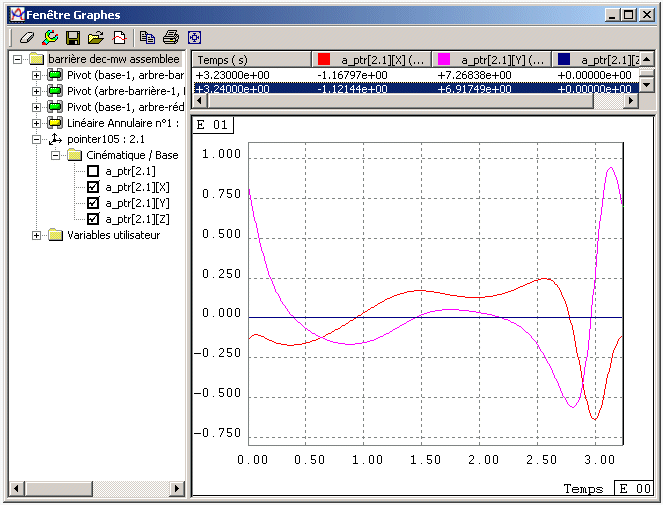 Fenêtre Graphes
barrière dec-mw assemblee
Pivot (base-1, arbre-bar
Pivot (arbre-barrière-1,
Pivot (base-1, arbre-réd
Linéaire Annulaire n°1 :
pointer105 : 2.1
Cinématique / Base
a_ptr[2.1]
a_ptr[2.1][X]
a_ptr[2.1][Y]
a_ptr[2.1][Z]
Variables utilisateur
Temps ( s) a_ptr[2.1][X] (... a_ptr[2.1][Y] (... a_ptr[2.1][Z
+3.23000e+00 -1.16797e+00 +7.26838e+00 +0.00000e+00
+3.24000e+00 -1.12144e+00 +6.91749e+00 +0.00000e+00
E 01
1.000
0.750
0.500
0.250
0.000
-0.250
-0.500
-0.750
0.00 0.50 1.00 1.50 2.00 2.50 3.00
Temps E 00